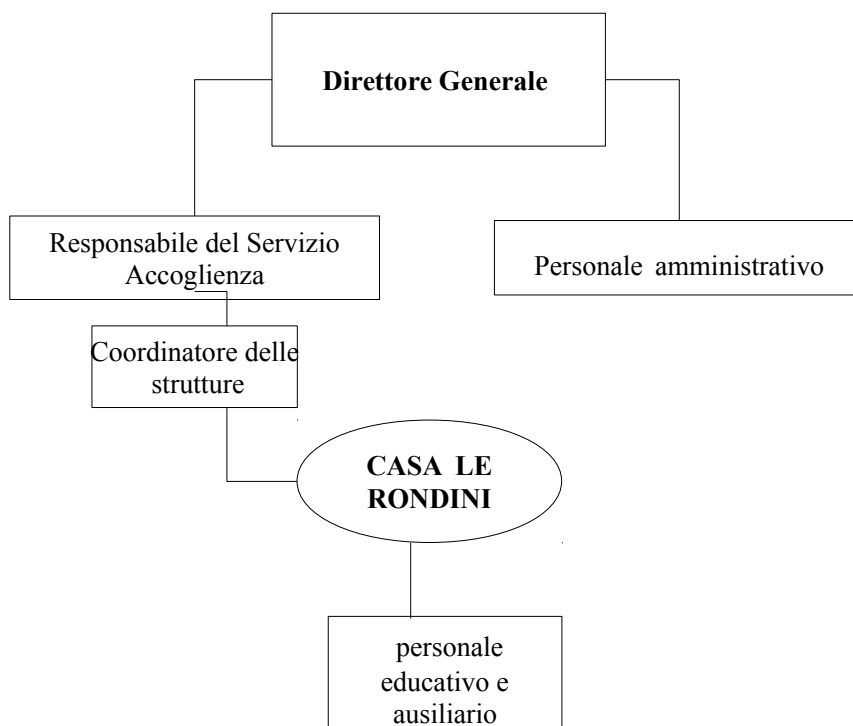 Direttore Generale
Responsabile del Servizio
Accoglienza
Personale amministrativo
Coordinatore delle
strutture
CASA LE
RONDINI
personale
educativo e
ausiliario